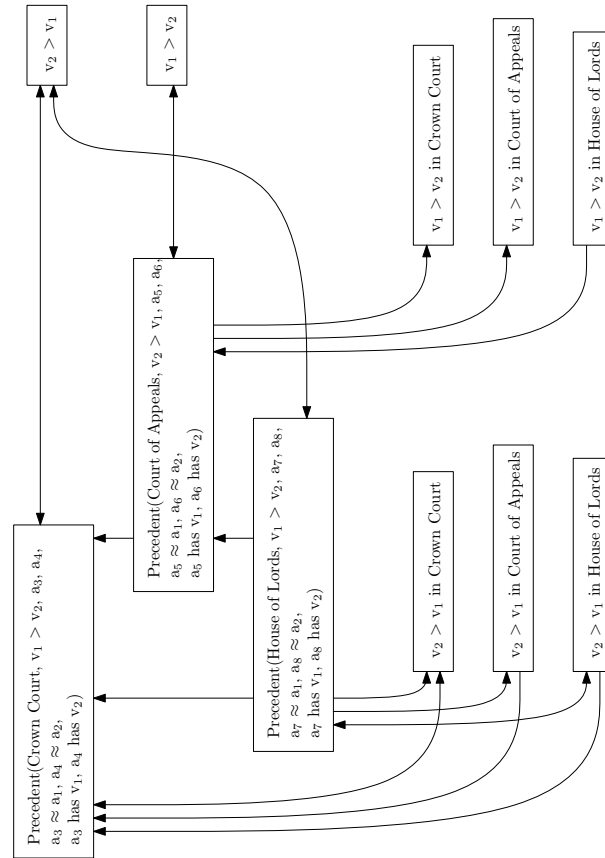 Precedent(Crown Court, v₁ > v₂, a₃, a₄,
a₃ ≈ a₁, a₄ ≈ a₂,
a₃ has v₁, a₄ has v₂)
v₂ > v₁
Precedent(Court of Appeals, v₂ > v₁, a₅, a₆,
a₅ ≈ a₁, a₆ ≈ a₂,
a₅ has v₁, a₆ has v₂)
v₁ > v₂
Precedent(House of Lords, v₁ > v₂, a₇, a₈,
a₇ ≈ a₁, a₈ ≈ a₂,
a₇ has v₁, a₈ has v₂)
v₂ > v₁ in Crown Court
v₁ > v₂ in Crown Court
v₂ > v₁ in Court of Appeals
v₁ > v₂ in Court of Appeals
v₂ > v₁ in House of Lords
v₁ > v₂ in House of Lords